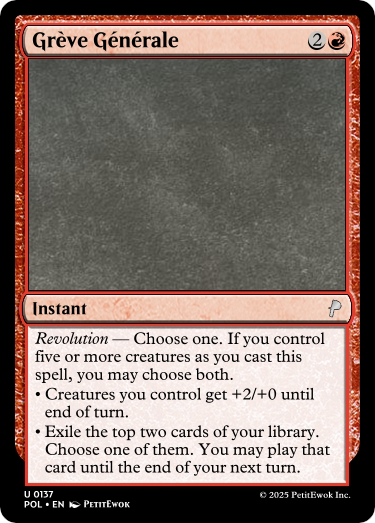 Grève Générale 2
Instant
Revolution — Choose one. If you control
five or more creatures as you cast this
spell, you may choose both.
• Creatures you control get +2/+0 until
end of turn.
• Exile the top two cards of your library.
Choose one of them. You may play that
card until the end of your next turn.
U 0137
POL • EN PetitEwok
© 2025 PetitEwok Inc.